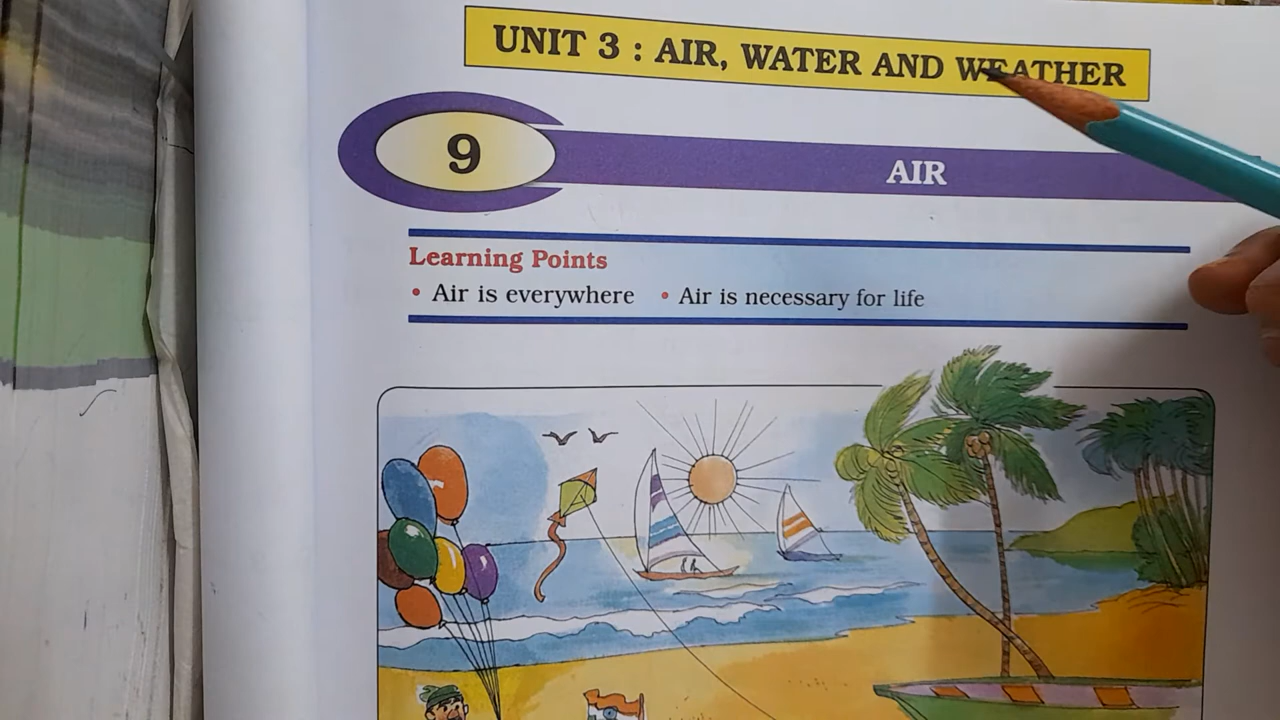 UNIT 3 : AIR, WATER AND WEATHER
9
AIR
Learning Points
• Air is everywhere • Air is necessary for life